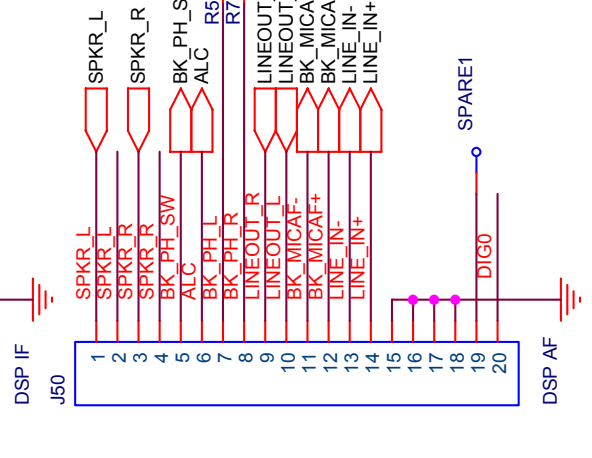 SPKR_L
SPKR_R
BK_PH_S
ALC
R5
R7
LINEOUT_
LINEOUT_
BK_MICA
BK_MICA
LINE_IN-
LINE_IN+
SPARE1
SPKR_L
SPKR_L
SPKR_R
SPKR_R
BK_PH_SW
ALC
BK_PH_L
BK_PH_R
LINEOUT_R
LINEOUT_L
BK_MICAF-
BK_MICAF+
LINE_IN-
LINE_IN+
DIG0
DSP IF
J50
1
2
3
4
5
6
7
8
9
10
11
12
13
14
15
16
17
18
19
20
DSP AF